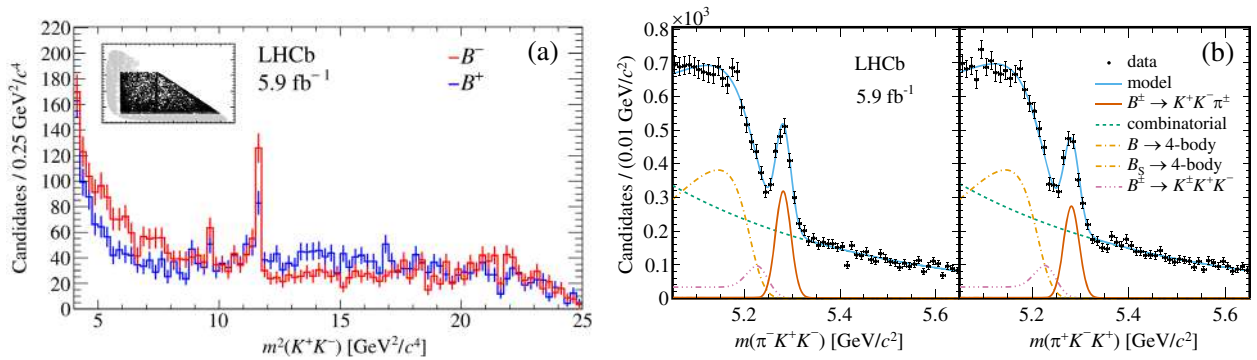 220
200
180
160
140
120
100
80
60
40
20
0
Candidates / 0.25 GeV²/c⁴
LHCb
5.9 fb⁻¹
B⁻
B⁺
(a)
5 10 15 20 25
m²(K⁺K⁻) [GeV²/c⁴]
×10³
0.8
0.7
0.6
0.5
0.4
0.3
0.2
0.1
0
Candidates / (0.01 GeV/c²)
LHCb
5.9 fb⁻¹
(b)
data
model
B± → K⁺K⁻π±
combinatorial
B → 4-body
Bₛ → 4-body
B± → K±K⁺K⁻
5.2 5.4 5.6 5.2 5.4 5.6
m(π⁻K⁺K⁻) [GeV/c²] m(π⁺K⁻K⁺) [GeV/c²]